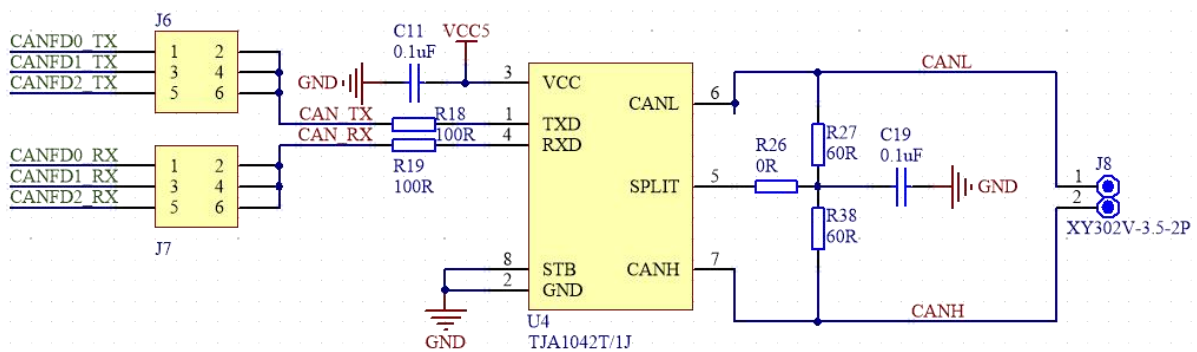 J6
CANFD0_TX
CANFD1_TX
CANFD2_TX
1 2
3 4
5 6
C11
0.1uF
VCC5
GND
CAN_TX
CAN_RX
R18
100R
R19
100R
CANFD0_RX
CANFD1_RX
CANFD2_RX
1 2
3 4
5 6
J7
3 VCC
1 TXD
4 RXD
8 STB
2 GND
GND
CANL 6
SPLIT 5
CANH 7
U4
TJA1042T/1J
CANL
R26
0R
R27
60R
C19
0.1uF
GND
R38
60R
CANH
J8
1
2
XY302V-3.5-2P